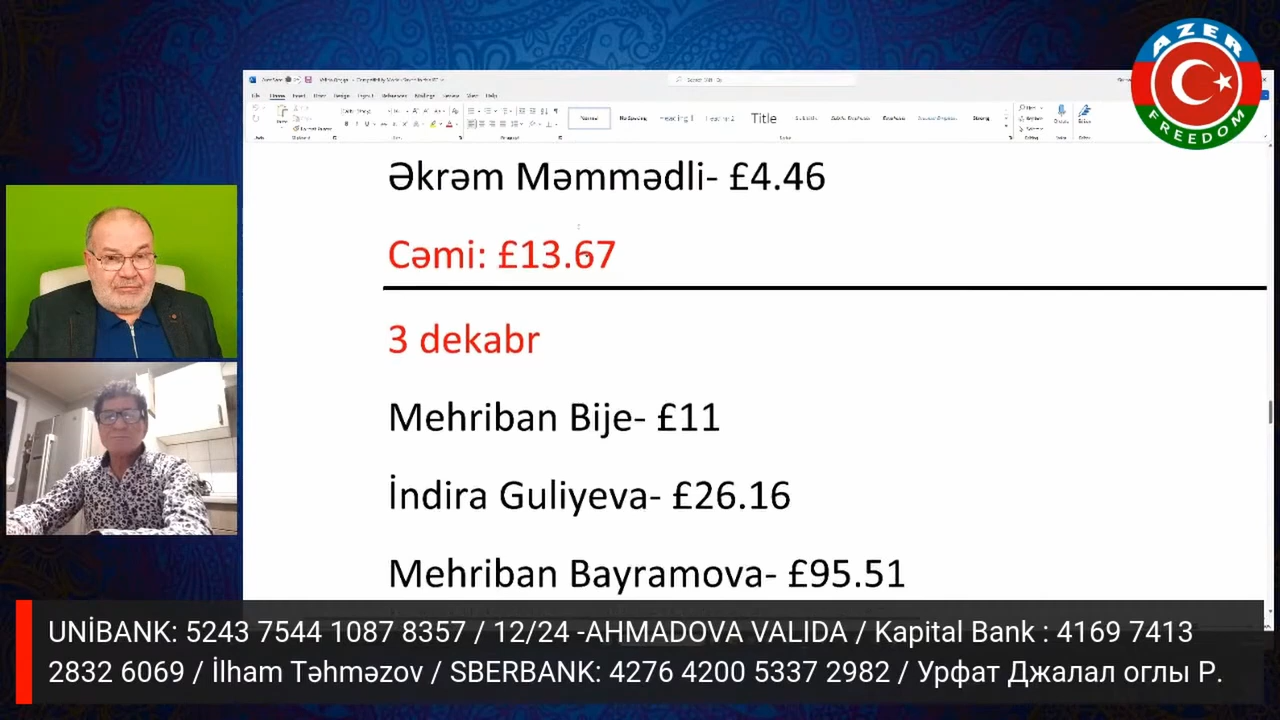 AZER
FREEDOM
Title
Əkrəm Məmmədli- £4.46
Cəmi: £13.67
3 dekabr
Mehriban Bije- £11
İndira Guliyeva- £26.16
Mehriban Bayramova- £95.51
UNİBANK: 5243 7544 1087 8357 / 12/24 -AHMADOVA VALIDA / Kapital Bank : 4169 7413
2832 6069 / İlham Təhməzov / SBERBANK: 4276 4200 5337 2982 / Урфат Джалал оглы Р.